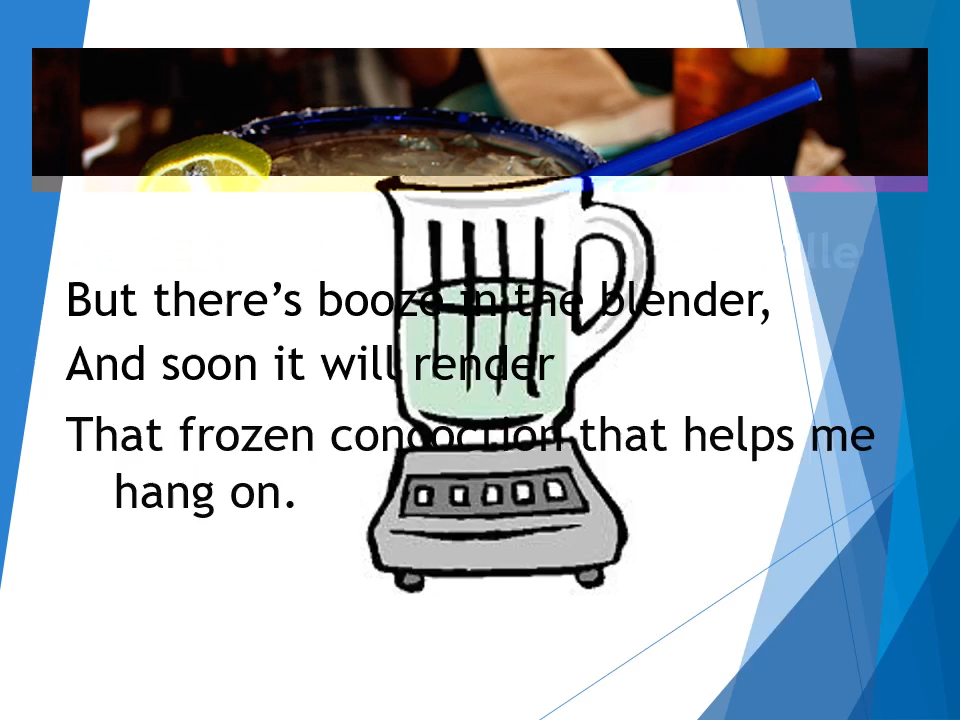 lle
But there’s booze in the blender,
And soon it will render
That frozen concoction that helps me
hang on.